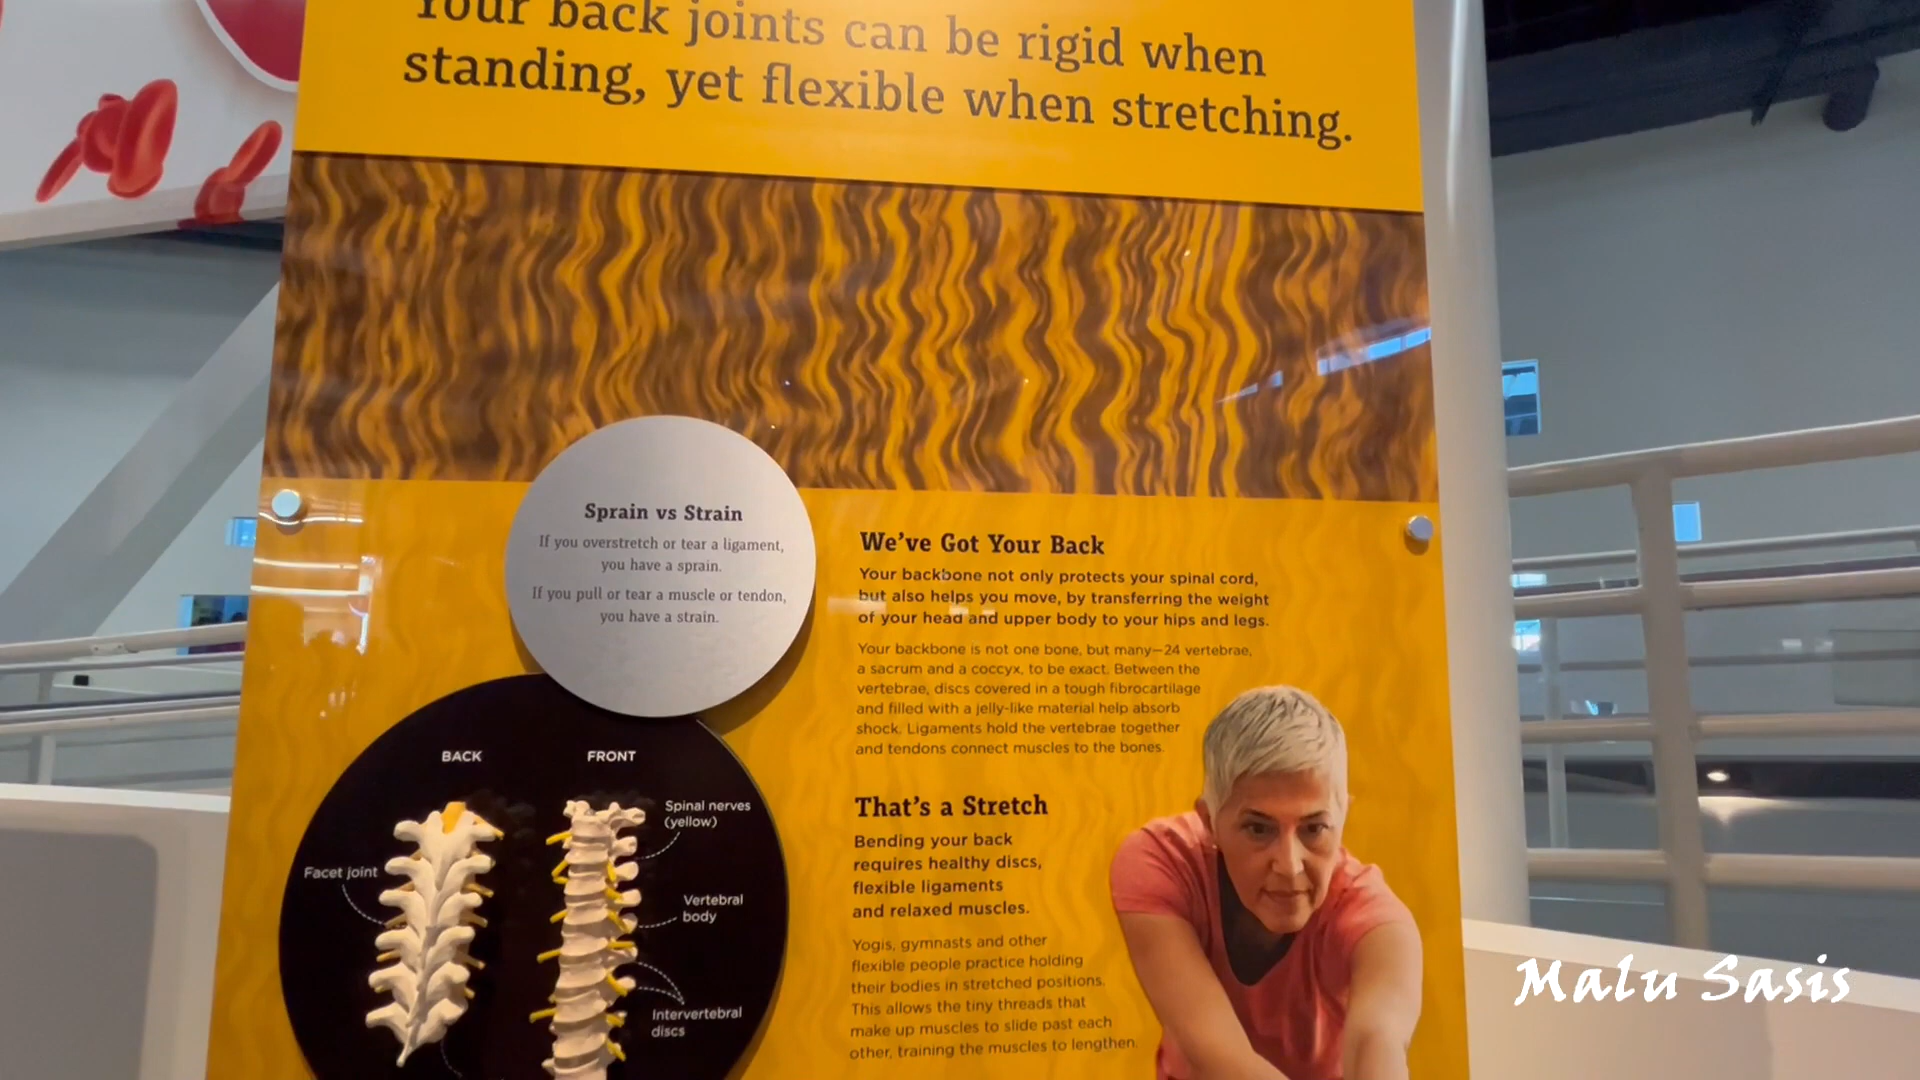 Your back joints can be rigid when
standing, yet flexible when stretching.
Sprain vs Strain
If you overstretch or tear a ligament,
you have a sprain.
If you pull or tear a muscle or tendon,
you have a strain.
We've Got Your Back
Your backbone not only protects your spinal cord,
but also helps you move, by transferring the weight
of your head and upper body to your hips and legs.
Your backbone is not one bone, but many—24 vertebrae,
a sacrum and a coccyx, to be exact. Between the
vertebrae, discs covered in a tough fibrocartilage
and filled with a jelly-like material help absorb
shock. Ligaments hold the vertebrae together
and tendons connect muscles to the bones.
BACK
FRONT
Spinal nerves
(yellow)
Facet joint
Vertebral
body
Intervertebral
discs
That's a Stretch
Bending your back
requires healthy discs,
flexible ligaments
and relaxed muscles.
Yogis, gymnasts and other
flexible people practice holding
their bodies in stretched positions.
This allows the tiny threads that
make up muscles to slide past each
other, training the muscles to lengthen.
Malu Sasis